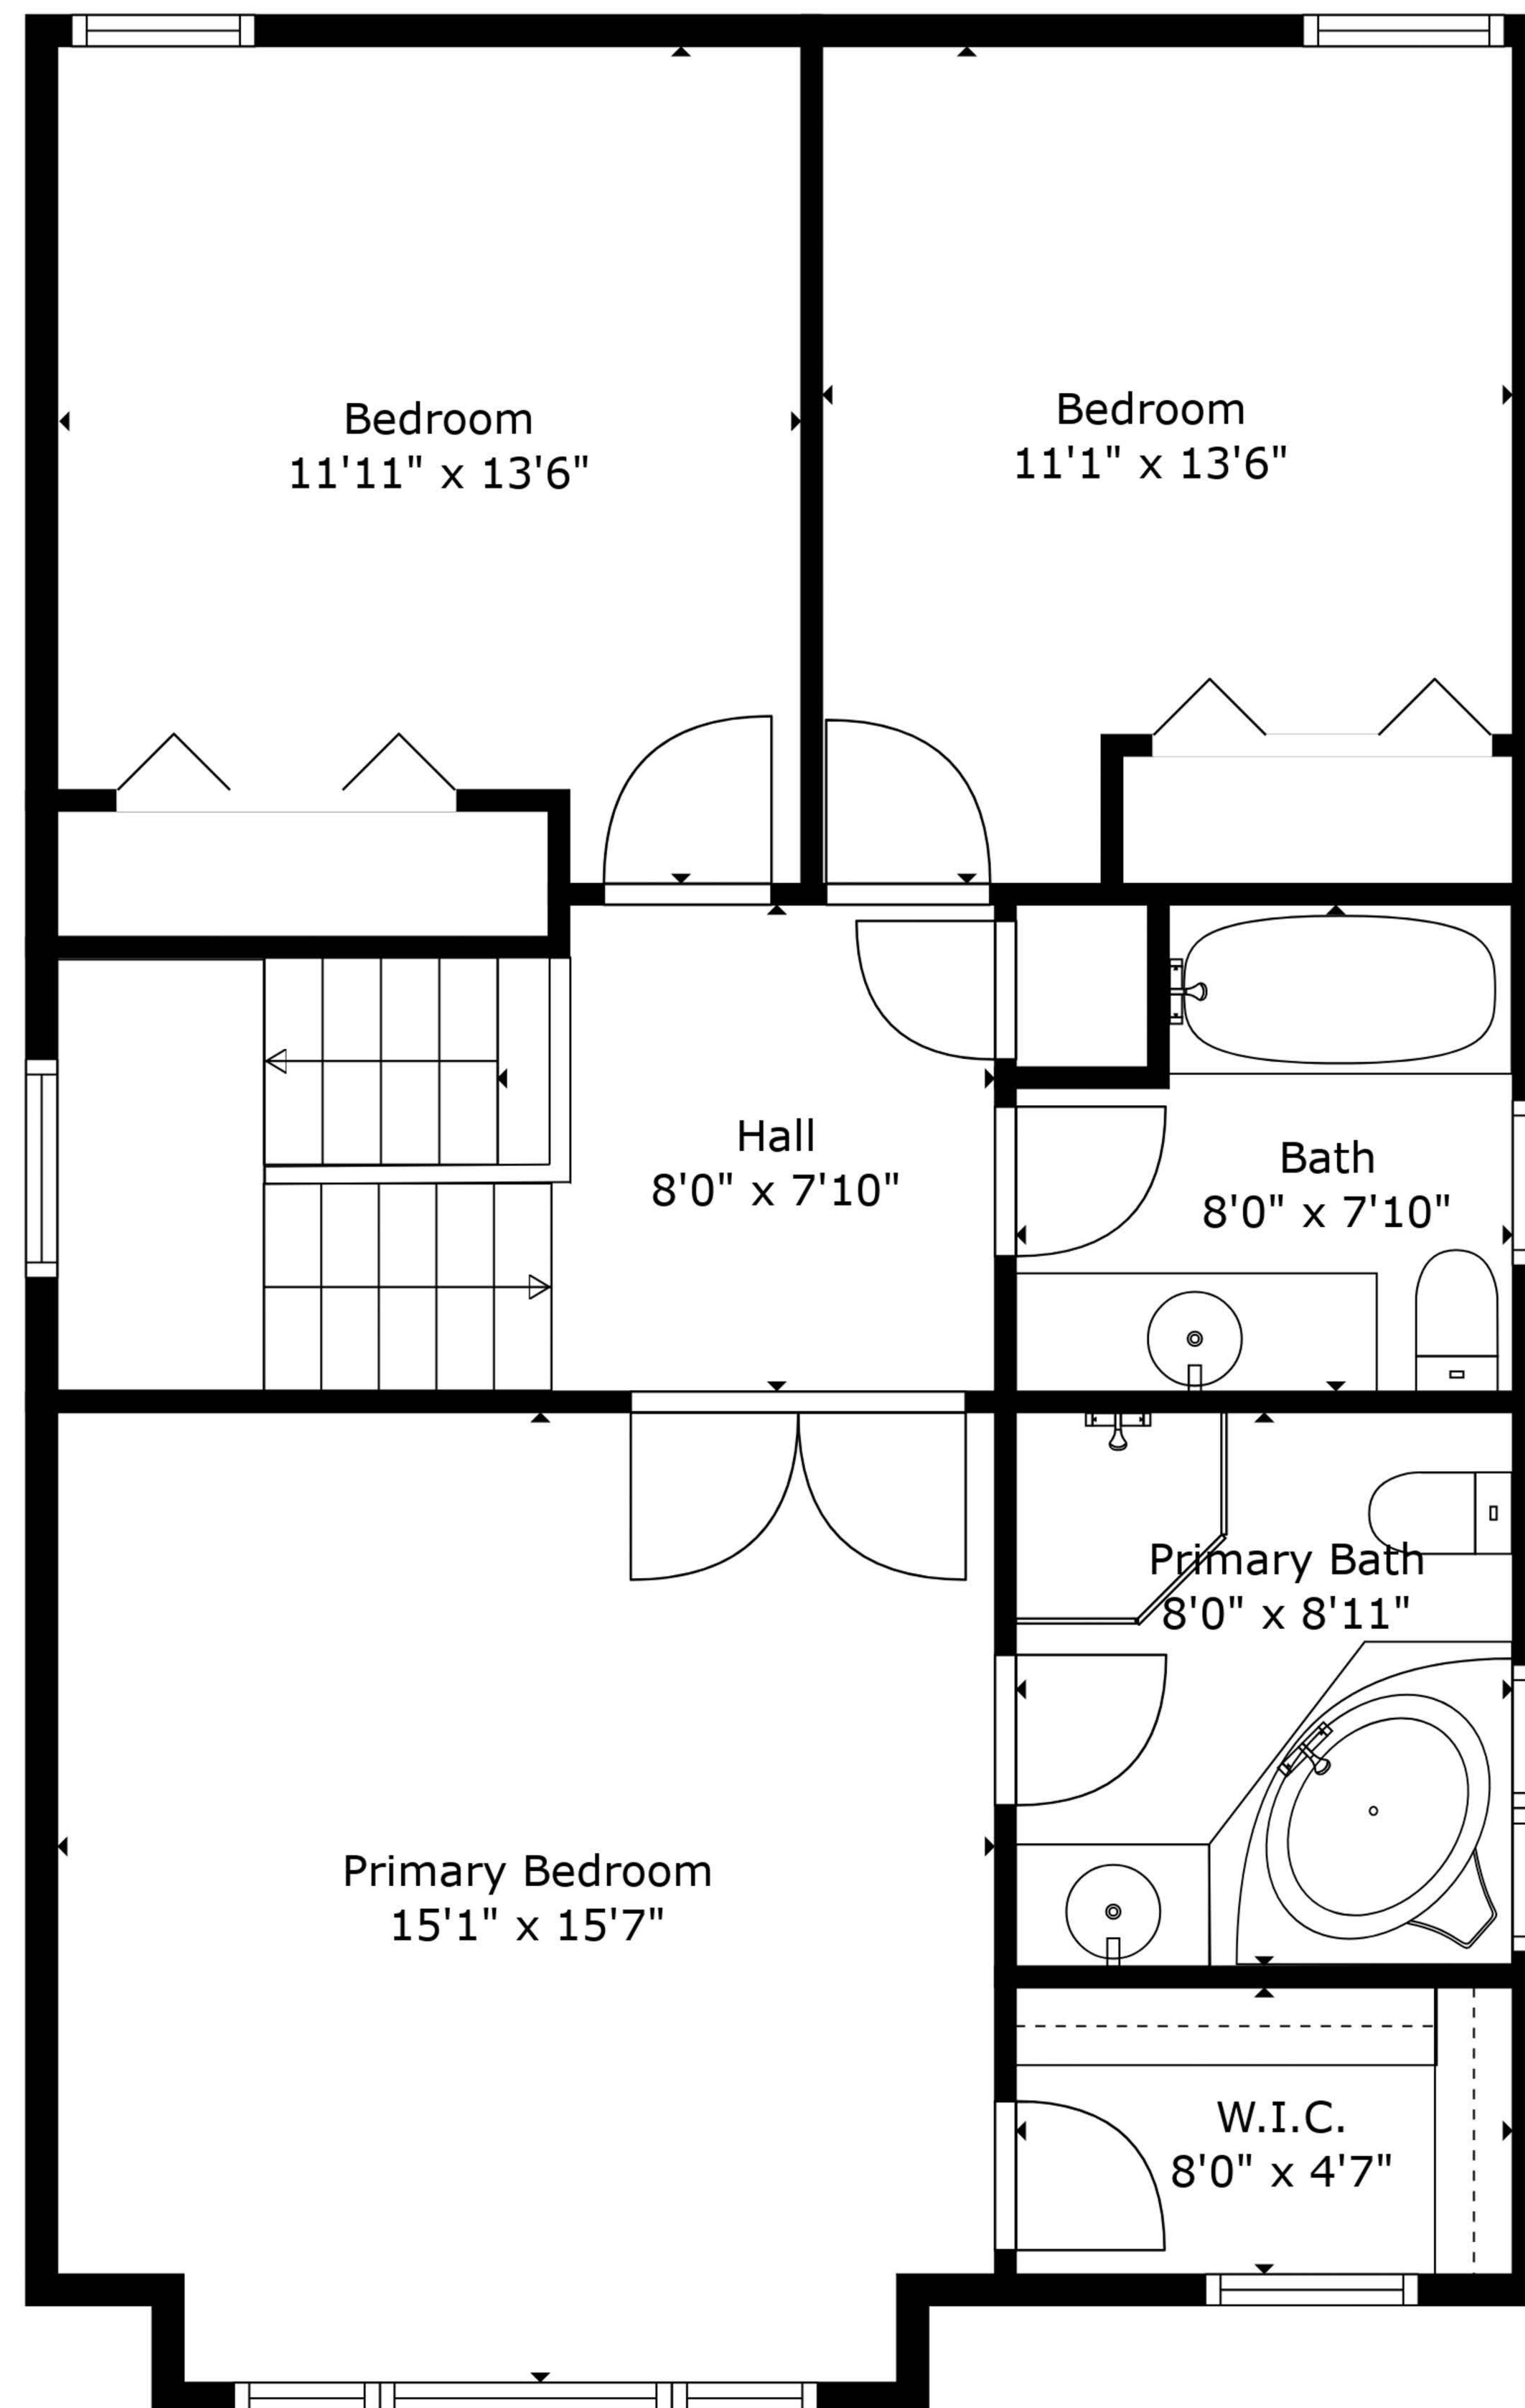 Bedroom
11'11" x 13'6"
Bedroom
11'1" x 13'6"
Hall
8'0" x 7'10"
Bath
8'0" x 7'10"
Primary Bath
8'0" x 8'11"
Primary Bedroom
15'1" x 15'7"
W.I.C.
8'0" x 4'7"